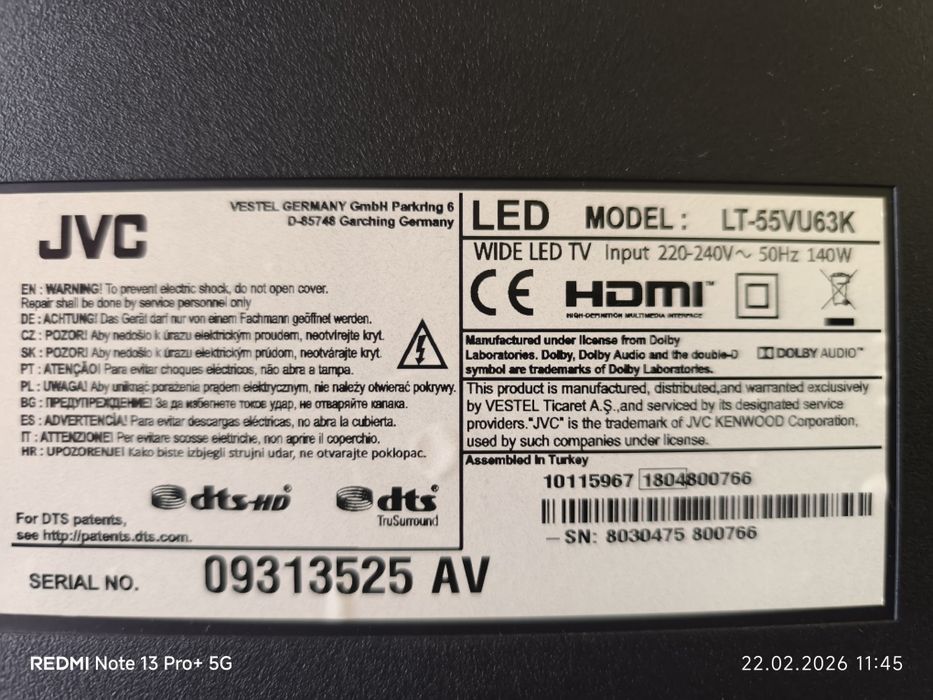 JVC
VESTEL GERMANY GmbH Parkring 6
D-85748 Garching Germany
EN : WARNING! To prevent electric shock, do not open cover.
Repair shall be done by service personnel only
DE : ACHTUNG! Das Gerät darf nur von einem Fachmann geöffnet werden.
CZ : POZOR! Aby nedošlo k úrazu elektrickým proudem, neotvírejte kryt.
SK : POZOR! Aby nedošlo k úrazu elektrickým prúdom, neotvárajte kryt.
PT : ATENÇÃO! Para evitar choques eléctricos, não abra a tampa.
PL : UWAGA! Aby uniknąć porażenia prądem elektrycznym, nie należy otwierać pokrywy.
BG : ПРЕДУПРЕЖДЕНИЕ! За да избегнете токов удар, не отваряйте капака.
ES : ADVERTENCIA! Para evitar descargas eléctricas, no abra la cubierta.
IT : ATTENZIONE! Per evitare scosse elettriche, non aprire il coperchio.
HR : UPOZORENJE! Kako biste izbjegli strujni udar, ne otvarajte poklopac.
dts-HD
dts
TruSurround
For DTS patents,
see http://patents.dts.com.
SERIAL NO. 09313525 AV
LED MODEL : LT-55VU63K
WIDE LED TV Input 220-240V~ 50Hz 140W
CE HDMI™
HIGH-DEFINITION MULTIMEDIA INTERFACE
Manufactured under license from Dolby
Laboratories. Dolby, Dolby Audio and the double-D
symbol are trademarks of Dolby Laboratories.
DOLBY AUDIO™
This product is manufactured, distributed,and warranted exclusively
by VESTEL Ticaret A.Ş.,and serviced by its designated service
providers."JVC" is the trademark of JVC KENWOOD Corporation,
used by such companies under license.
Assembled In Turkey
10115967 1804800766
SN: 8030475 800766
REDMI Note 13 Pro+ 5G
22.02.2026 11:45